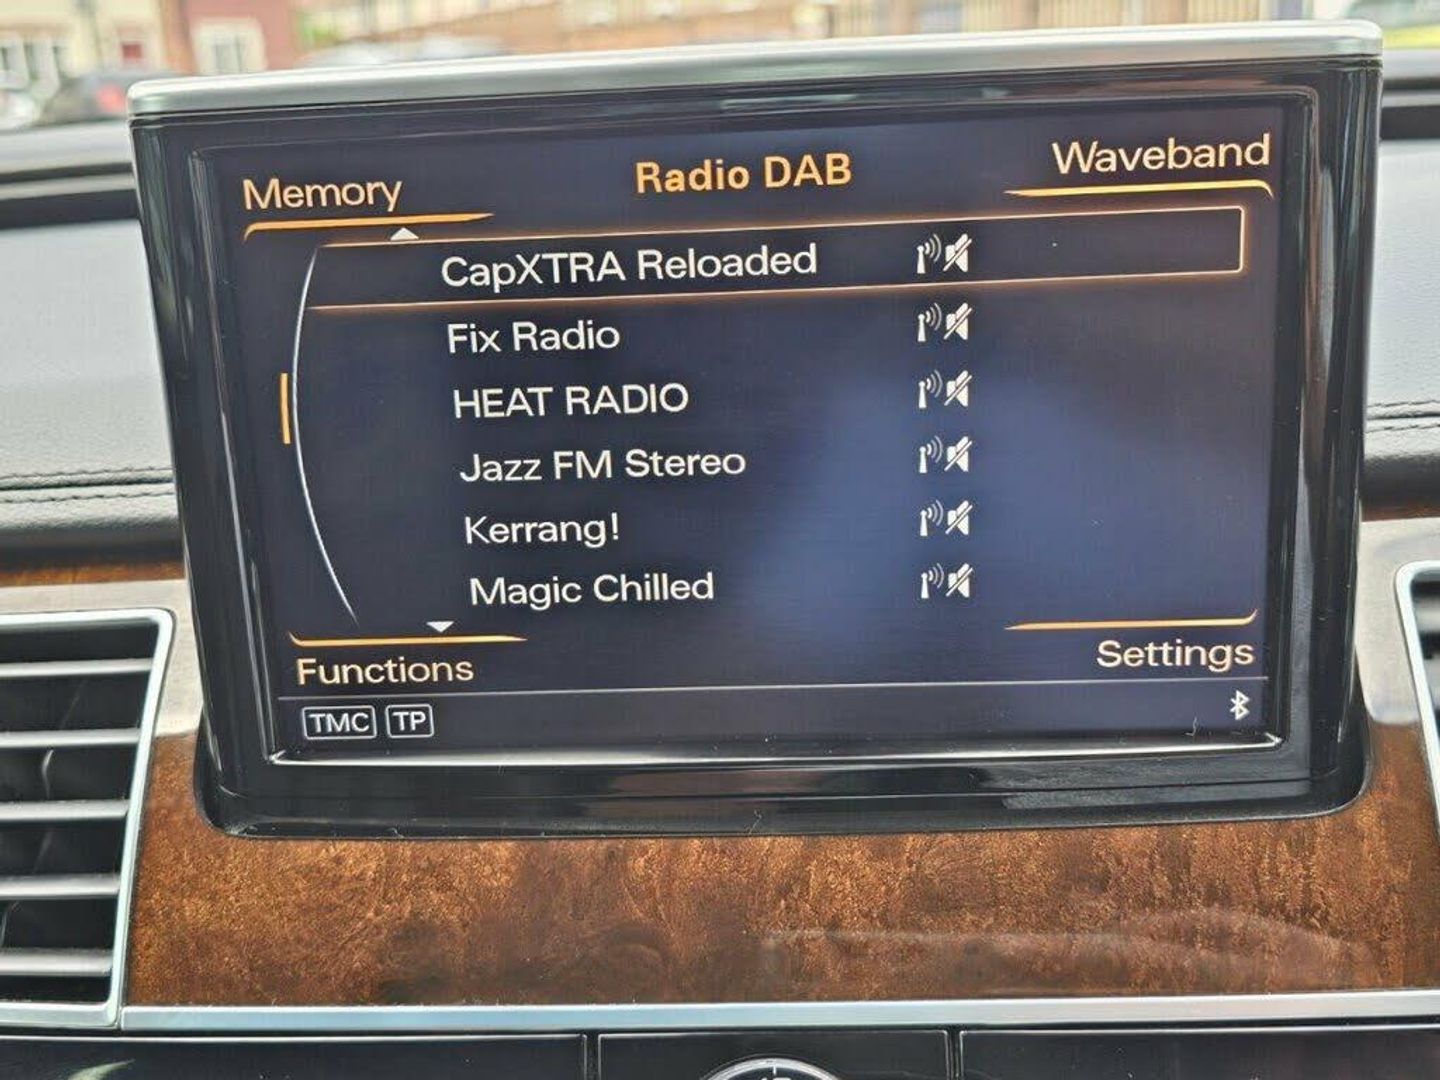 Memory
Radio DAB
Waveband
CapXTRA Reloaded
Fix Radio
HEAT RADIO
Jazz FM Stereo
Kerrang!
Magic Chilled
Functions
Settings
TMC TP